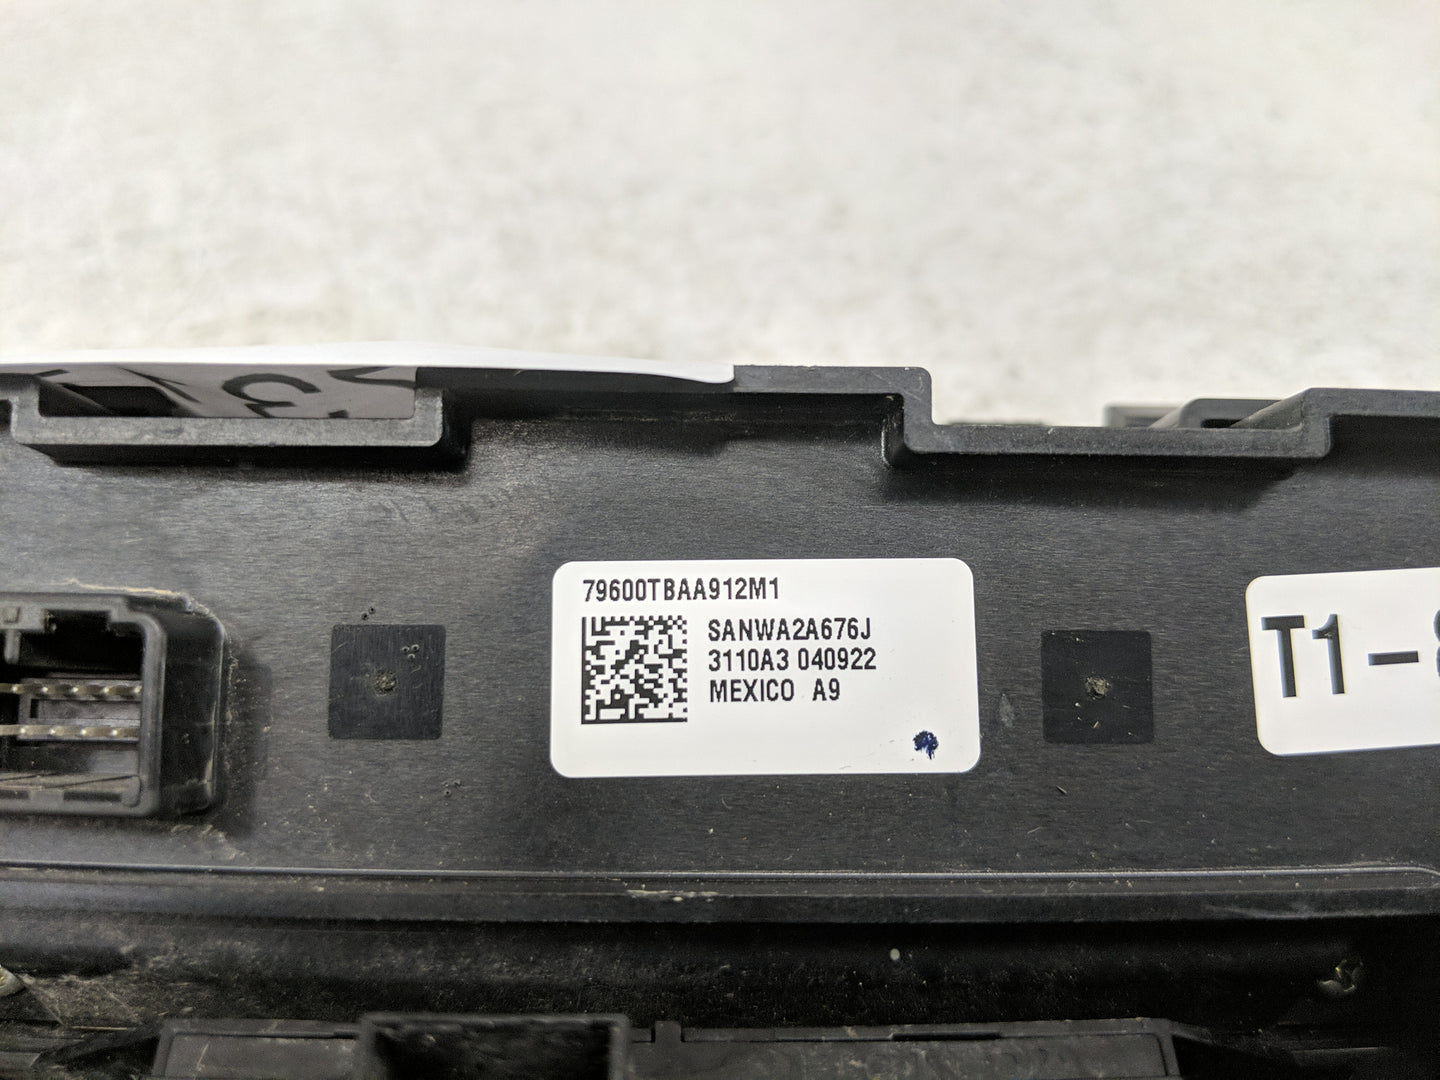 79600TBAA912M1
SANWA2A676J
3110A3 040922
MEXICO A9
T1-